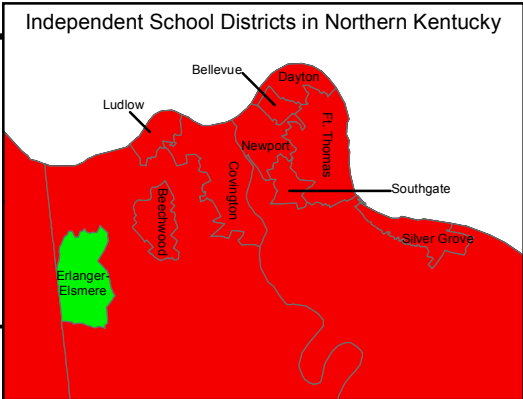 Independent School Districts in Northern Kentucky
Bellevue
Dayton
Ludlow
Newport
Ft. Thomas
Covington
Beechwood
Southgate
Silver Grove
Erlanger-
Elsmere